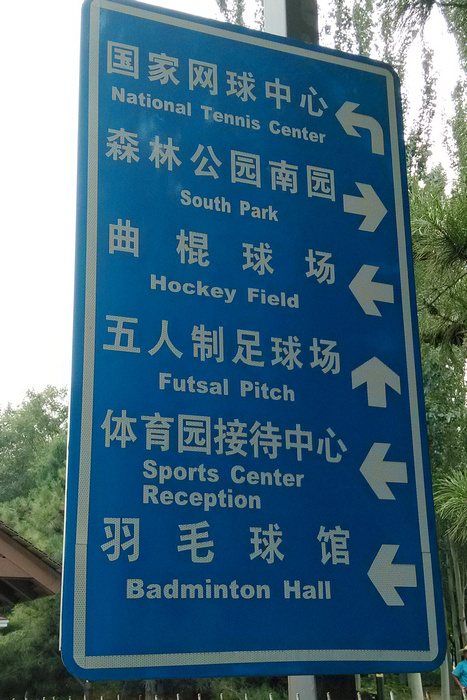 国家网球中心
National Tennis Center
森林公园南园
South Park
曲棍球场
Hockey Field
五人制足球场
Futsal Pitch
体育园接待中心
Sports Center
Reception
羽毛球馆
Badminton Hall